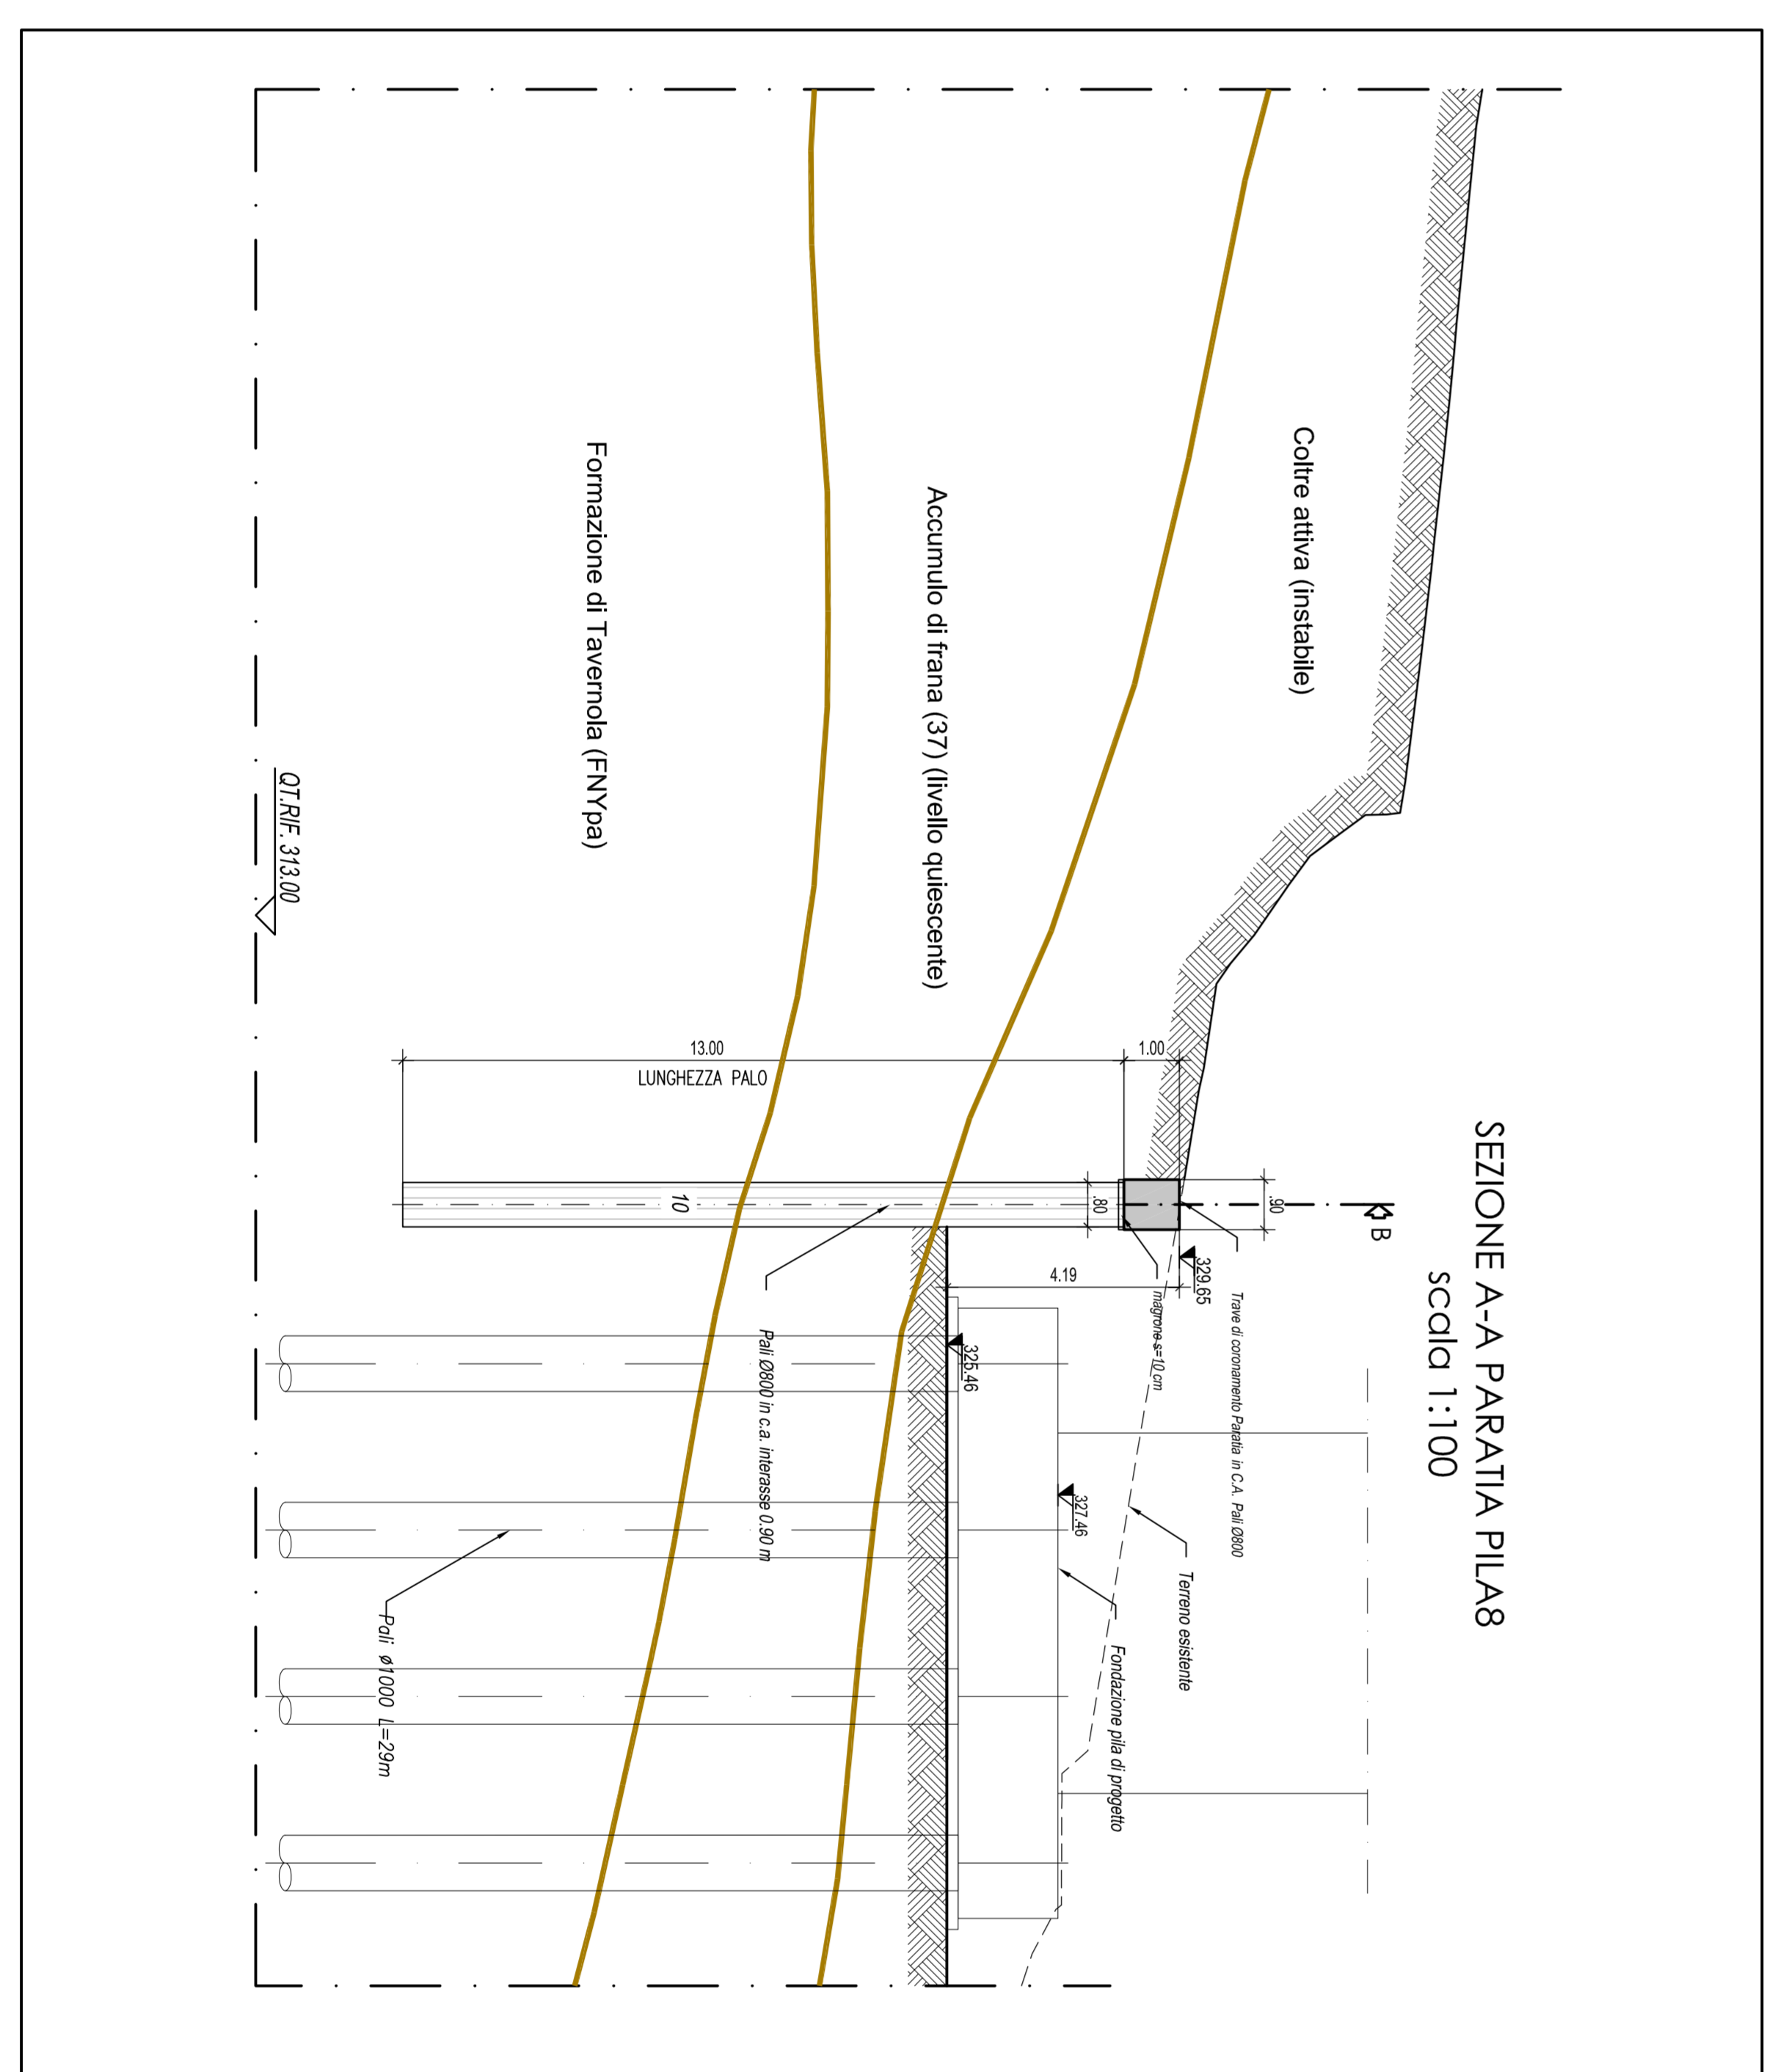 SEZIONE A-A PARATIA PILA8
scala 1:100
B
.90
329.65
Trave di coronamento Paratia in C.A. Pali Ø800
magrone s=10 cm
Terreno esistente
1.00
.80
4.19
327.46
Fondazione pila di progetto
Coltre attiva (instabile)
325.46
Accumulo di frana (37) (livello quiescente)
13.00
LUNGHEZZA PALO
10
Pali Ø800 in c.a. interasse 0.90 m
Formazione di Tavernola (FNYpa)
Pali ø1000 L=29m
QT.RIF. 313.00